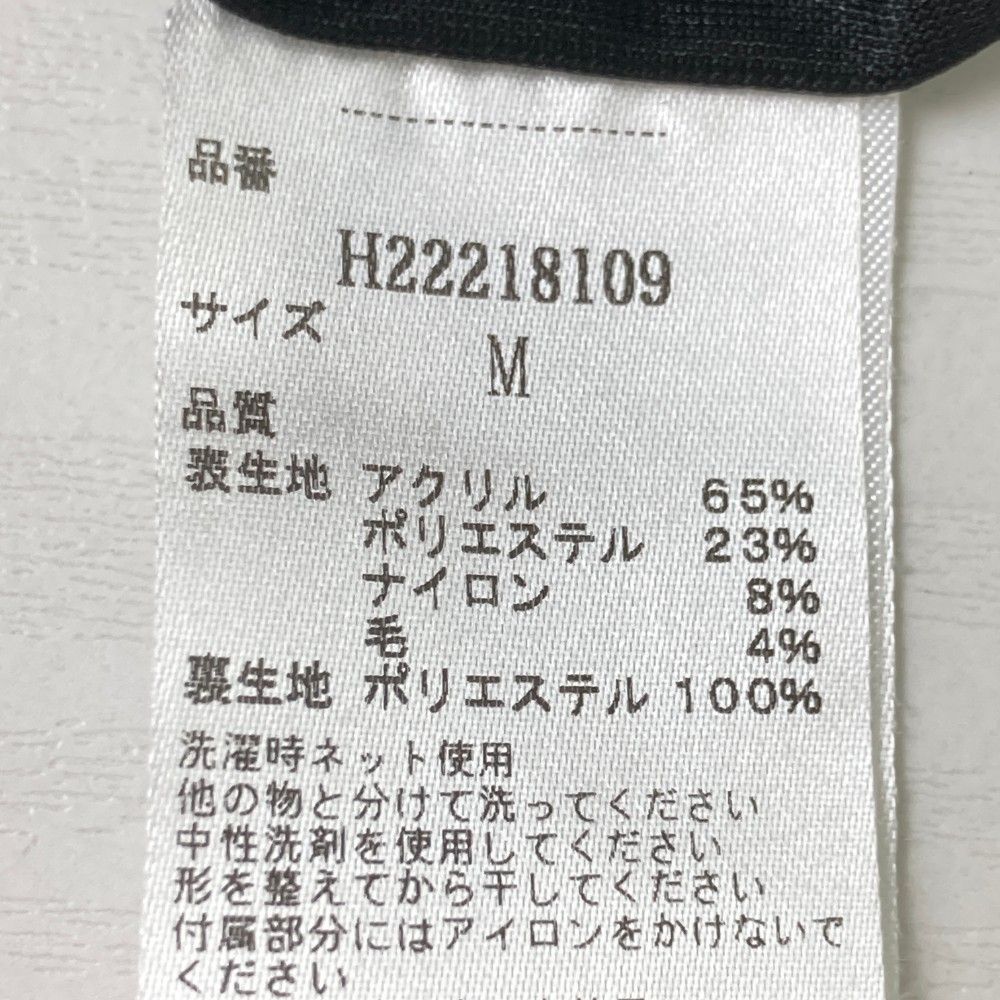 品番
H22218109
サイズ
M
品質
表生地 アクリル 65%
ポリエステル 23%
ナイロン 8%
毛 4%
裏生地 ポリエステル 100%
洗濯時ネット使用
他の物と分けて洗ってください
中性洗剤を使用してください
形を整えてから干してください
付属部分にはアイロンをかけないで
ください